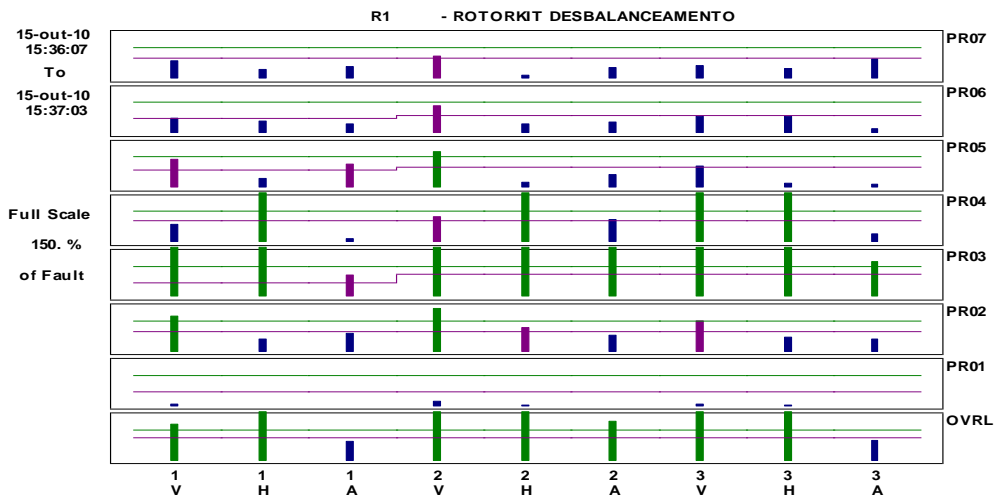 R1 - ROTORKIT DESBALANCEAMENTO
15-out-10
15:36:07
To
15-out-10
15:37:03
Full Scale
150. %
of Fault
PR07
PR06
PR05
PR04
PR03
PR02
PR01
OVRL
1 1 1 2 2 2 3 3 3
V H A V H A V H A